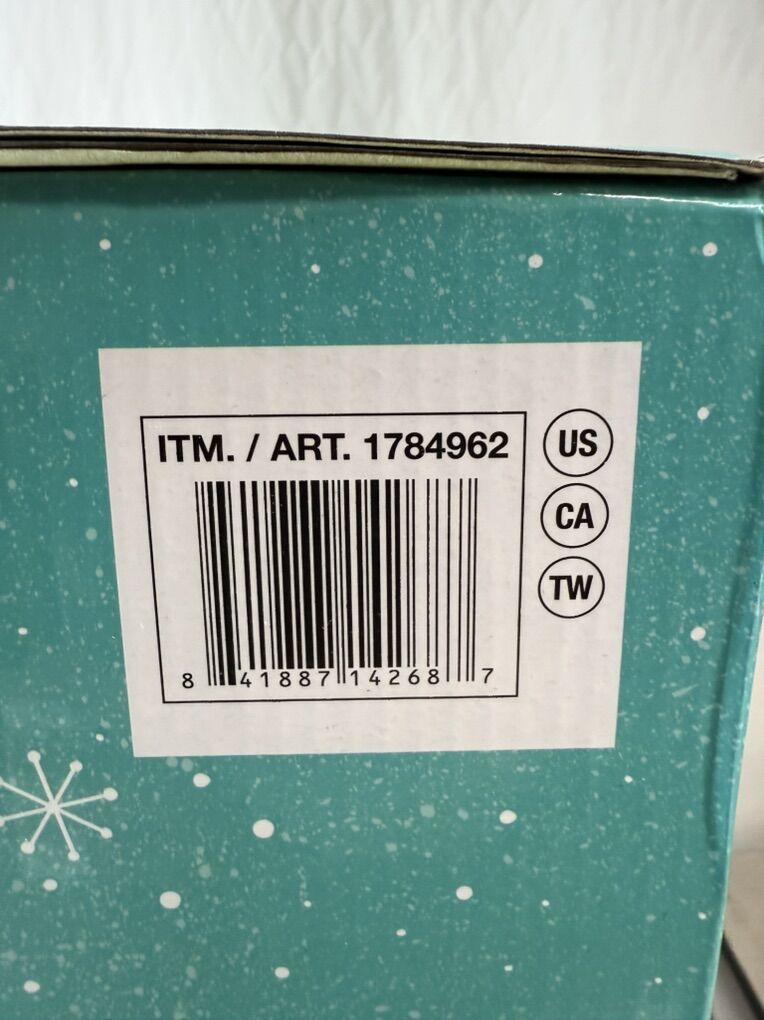 ITM. / ART. 1784962
US
CA
TW
8 41887 14268 7